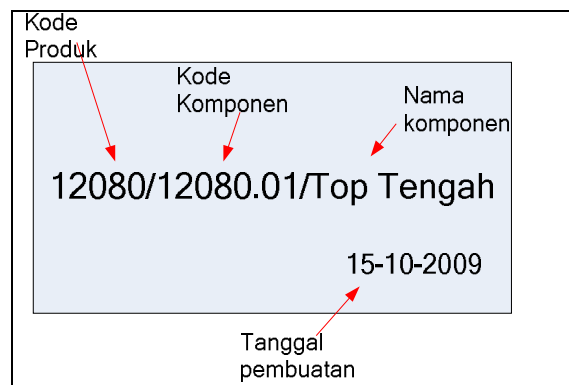 Kode
Produk
Kode
Komponen
Nama
komponen
12080/12080.01/Top Tengah
15-10-2009
Tanggal
pembuatan